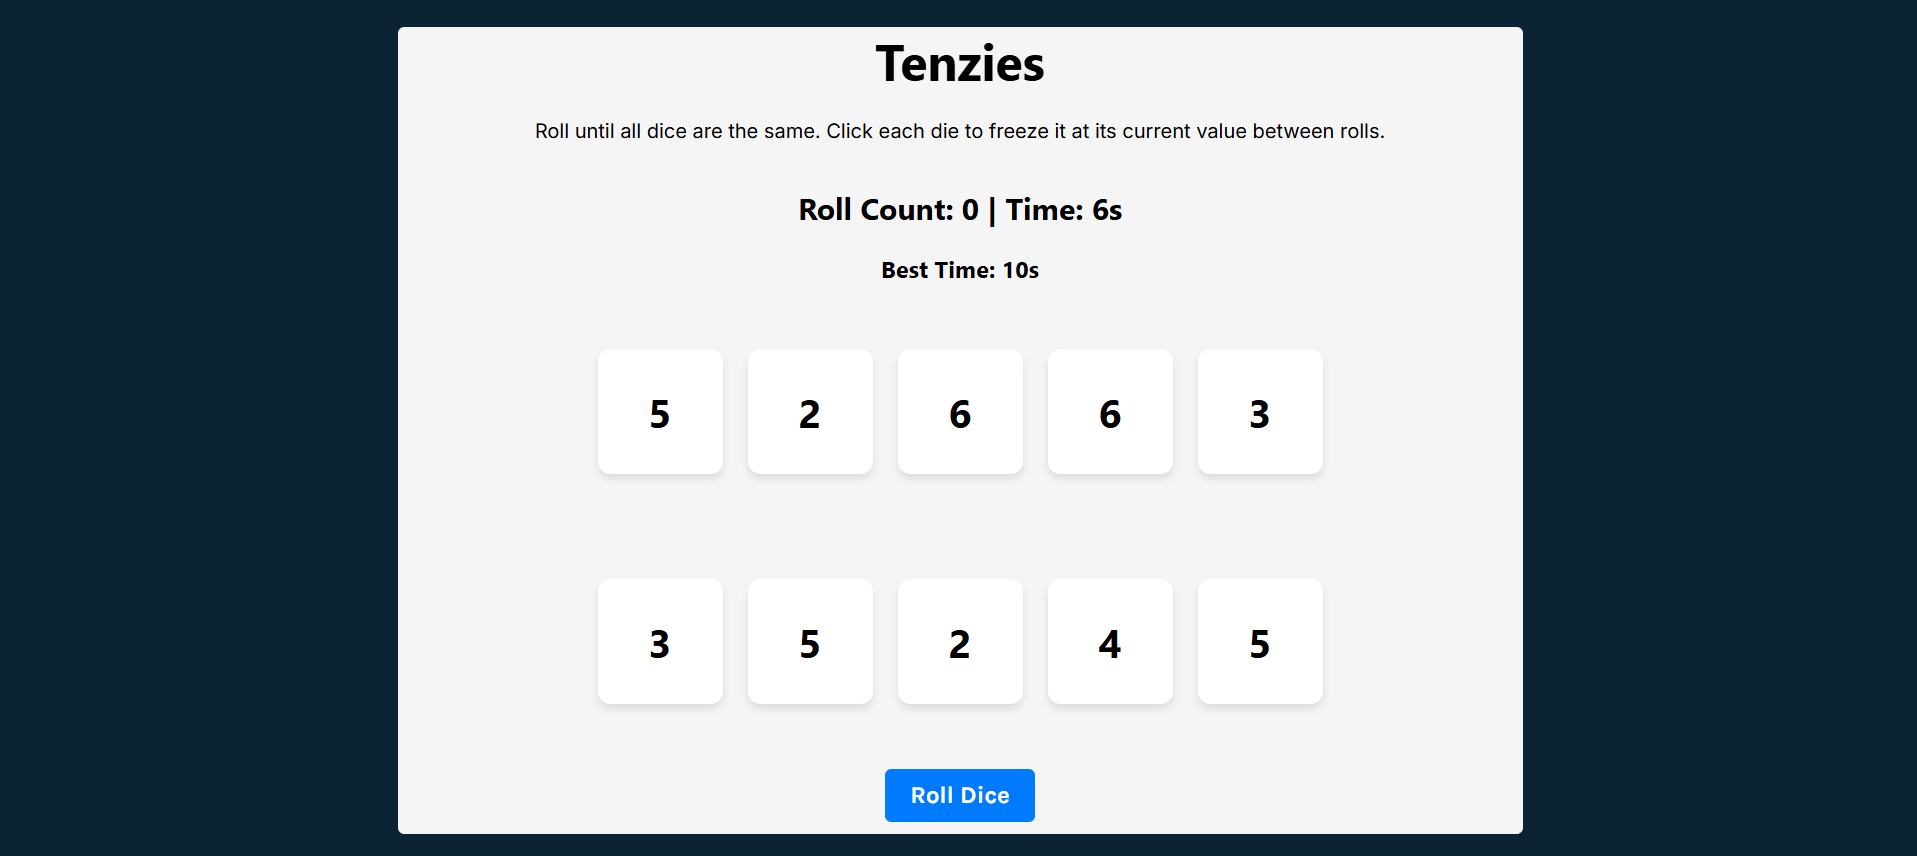 Tenzies
Roll until all dice are the same. Click each die to freeze it at its current value between rolls.
Roll Count: 0 | Time: 6s
Best Time: 10s
5 2 6 6 3
3 5 2 4 5
Roll Dice